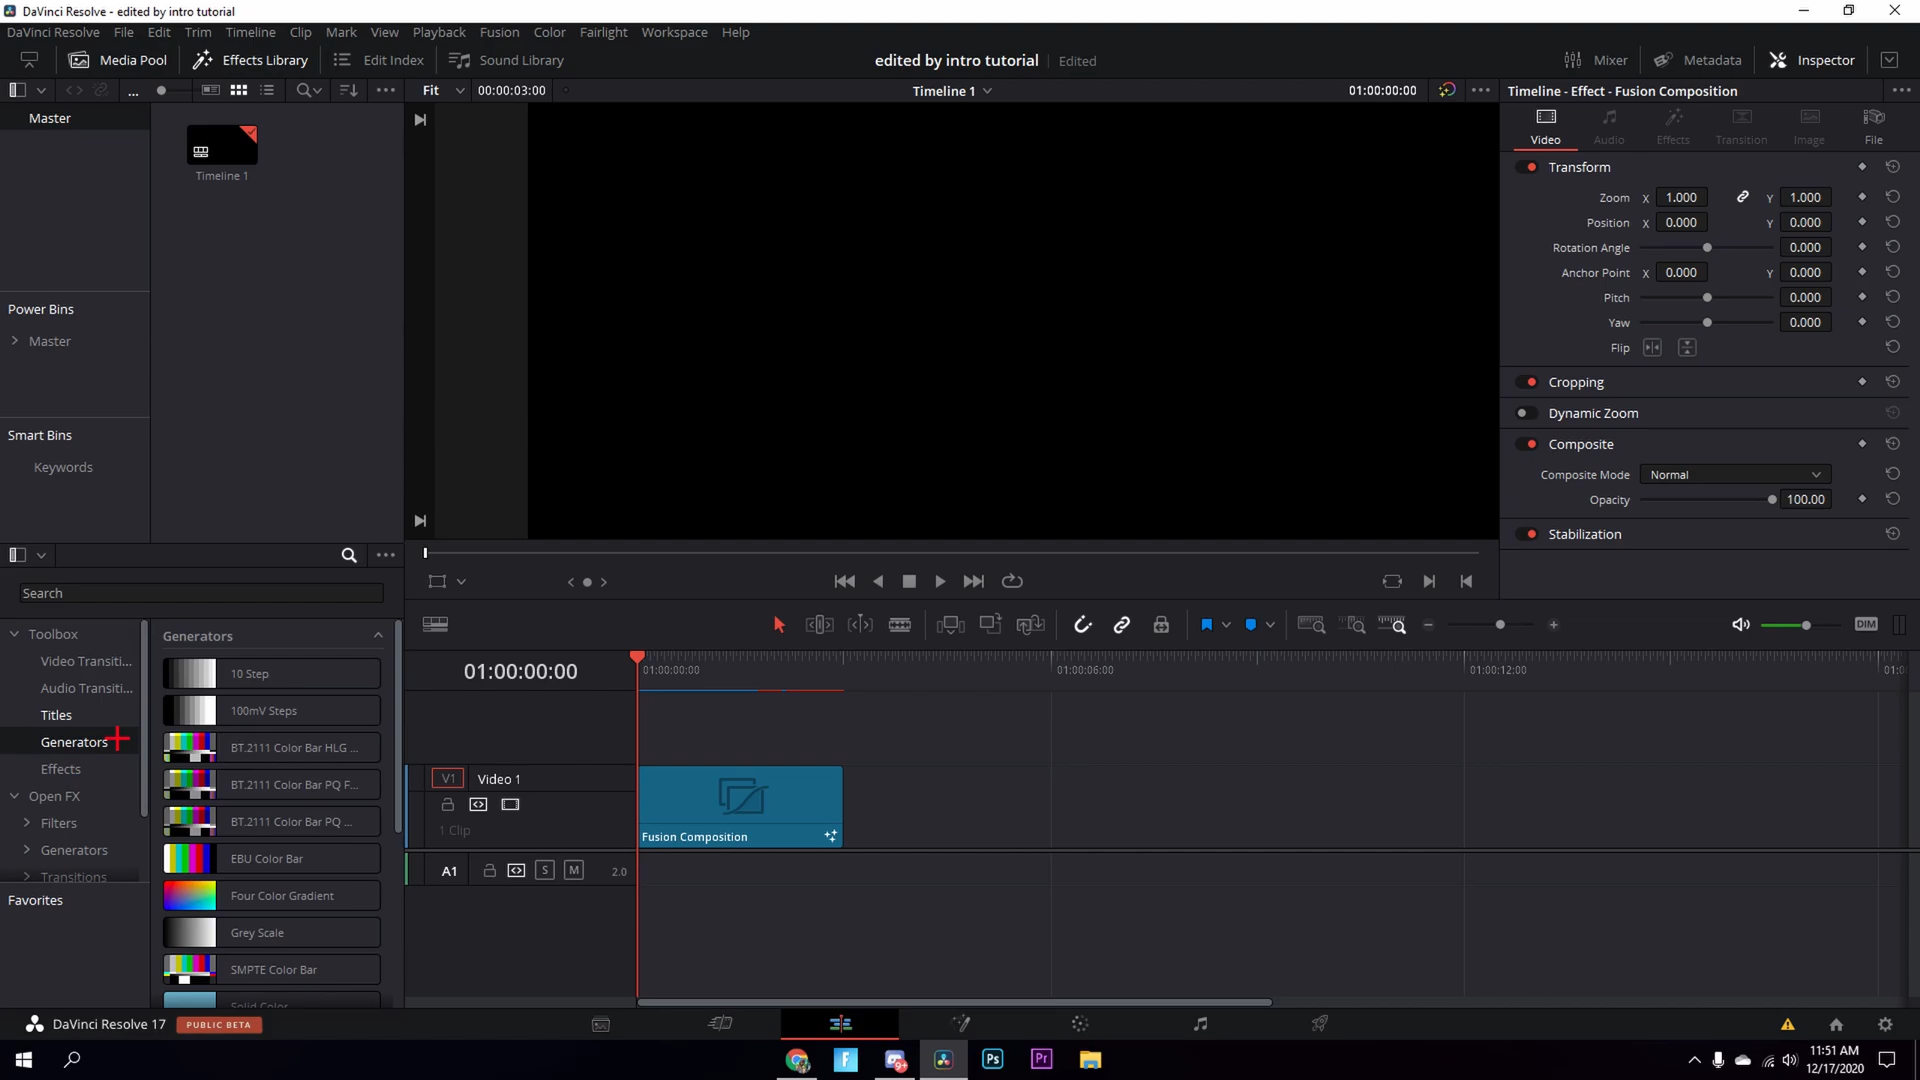 DaVinci Resolve - edited by intro tutorial
DaVinci Resolve File Edit Trim Timeline Clip Mark View Playback Fusion Color Fairlight Workspace Help
Media Pool Effects Library Edit Index Sound Library edited by intro tutorial Edited Mixer Metadata Inspector
... Fit 00:00:03:00 Timeline 1 01:00:00:00 Timeline - Effect - Fusion Composition
Master
Timeline 1
Power Bins
Master
Smart Bins
Keywords
Video Audio Effects Transition Image File
Transform
Zoom X 1.000 Y 1.000
Position X 0.000 Y 0.000
Rotation Angle 0.000
Anchor Point X 0.000 Y 0.000
Pitch 0.000
Yaw 0.000
Flip
Cropping
Dynamic Zoom
Composite
Composite Mode Normal
Opacity 100.00
Stabilization
Search
Toolbox
Video Transiti...
Audio Transiti...
Titles
Generators
Effects
Open FX
Filters
Generators
Transitions
Favorites
Generators
10 Step
100mV Steps
BT.2111 Color Bar HLG ...
BT.2111 Color Bar PQ F...
BT.2111 Color Bar PQ ...
EBU Color Bar
Four Color Gradient
Grey Scale
SMPTE Color Bar
Solid Color
DIM
01:00:00:00 01:00:00:00 01:00:06:00 01:00:12:00
V1 Video 1
1 Clip
Fusion Composition
A1 S M 2.0
DaVinci Resolve 17 PUBLIC BETA
F 9+ Ps Pr
11:51 AM
12/17/2020